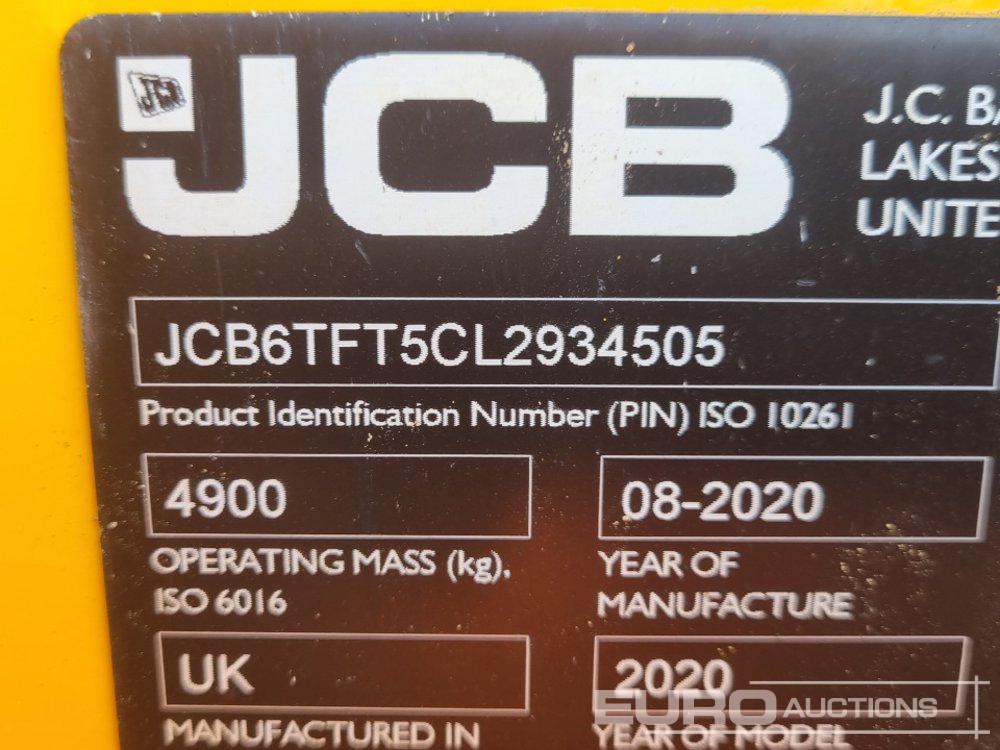 JCB
JCB
J.C.
LAKES
UNITE
JCB6TFT5CL2934505
Product Identification Number (PIN) ISO 10261
4900
08-2020
OPERATING MASS (kg),
ISO 6016
YEAR OF
MANUFACTURE
UK
2020
MANUFACTURED IN
YEAR OF MODEL
EURO AUCTIONS